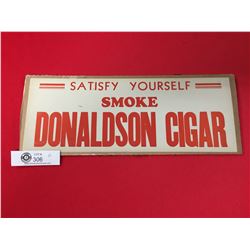 SATISFY YOURSELF
SMOKE
DONALDSON CIGAR
306